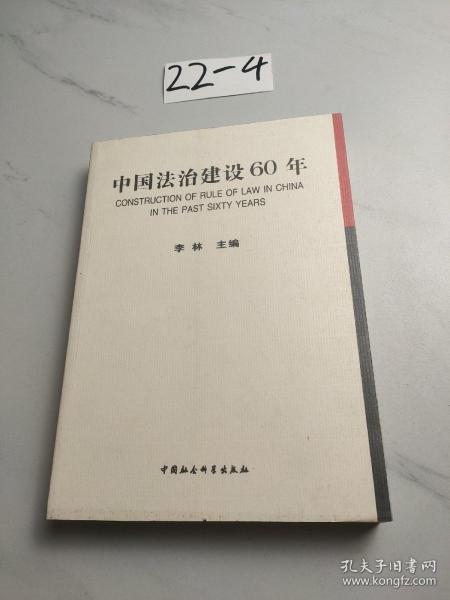 22-4
中国法治建设60年
CONSTRUCTION OF RULE OF LAW IN CHINA
IN THE PAST SIXTY YEARS
李林 主编
中国社会科学出版社
孔夫子旧书网
www.kongfz.com